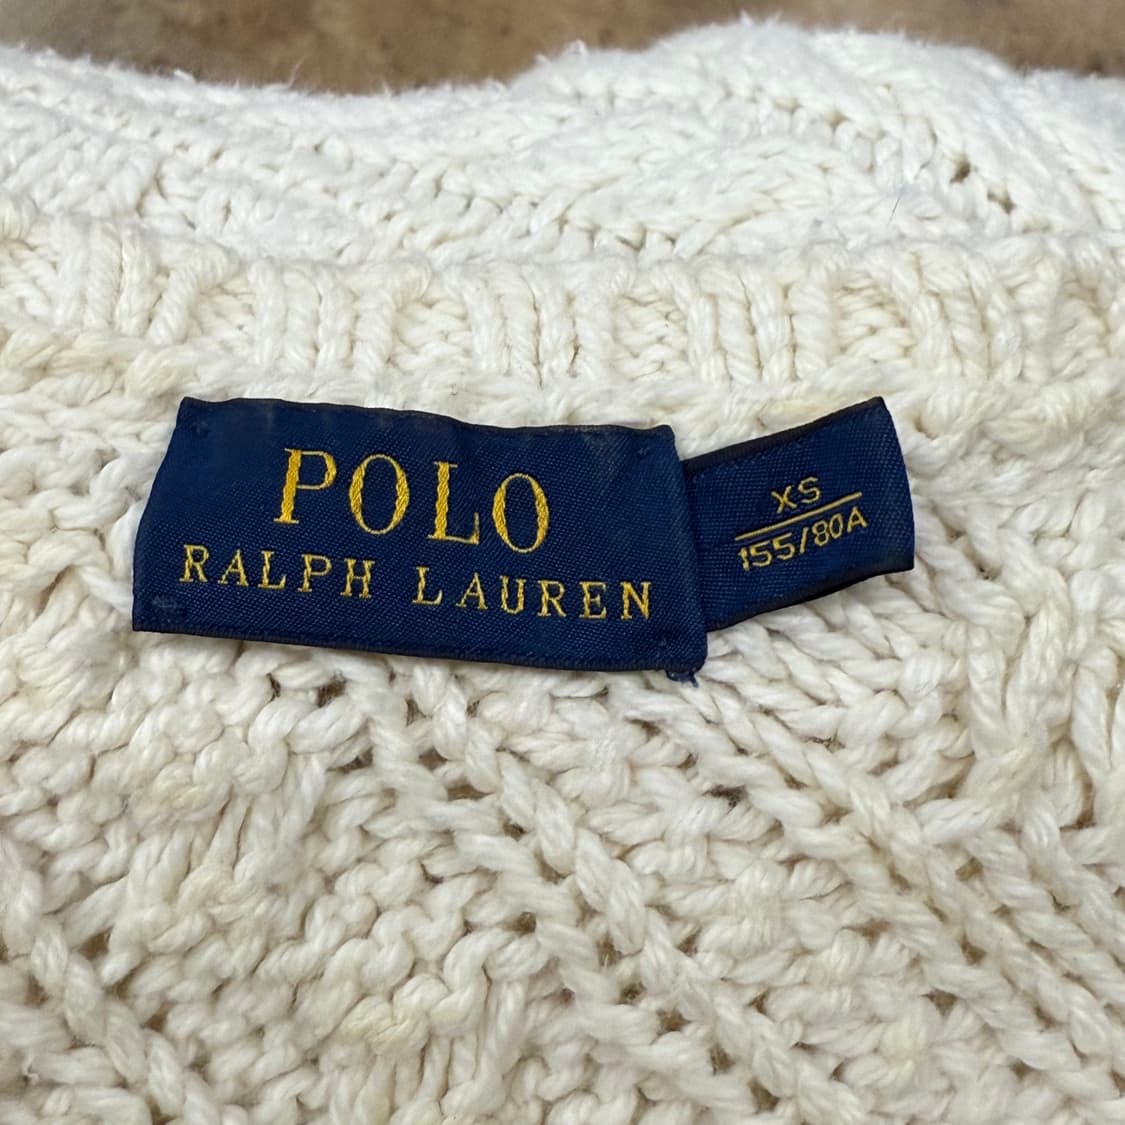 POLO
RALPH LAUREN
XS
155/80A